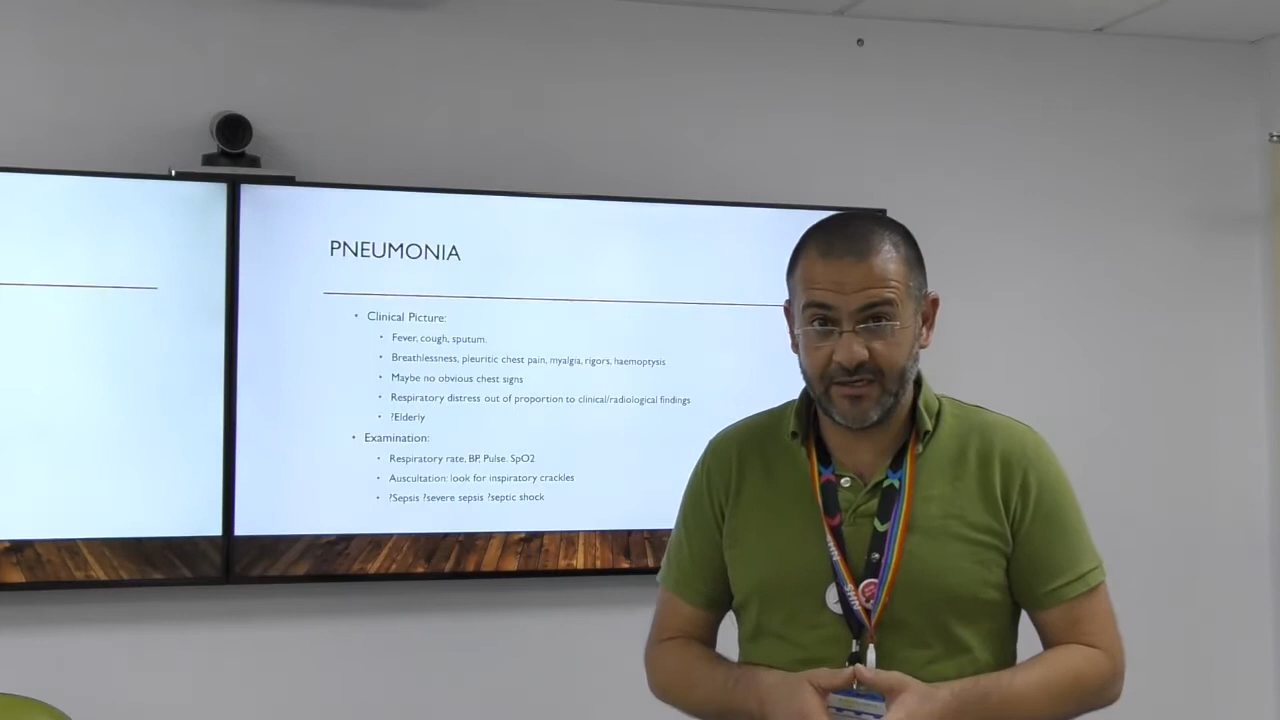 PNEUMONIA
• Clinical Picture:
• Fever, cough, sputum.
• Breathlessness, pleuritic chest pain, myalgia, rigors, haemoptysis
• Maybe no obvious chest signs
• Respiratory distress out of proportion to clinical/radiological findings
• ?Elderly
• Examination:
• Respiratory rate, BP, Pulse. SpO2
• Auscultation: look for inspiratory crackles
• ?Sepsis ?severe sepsis ?septic shock
NHS